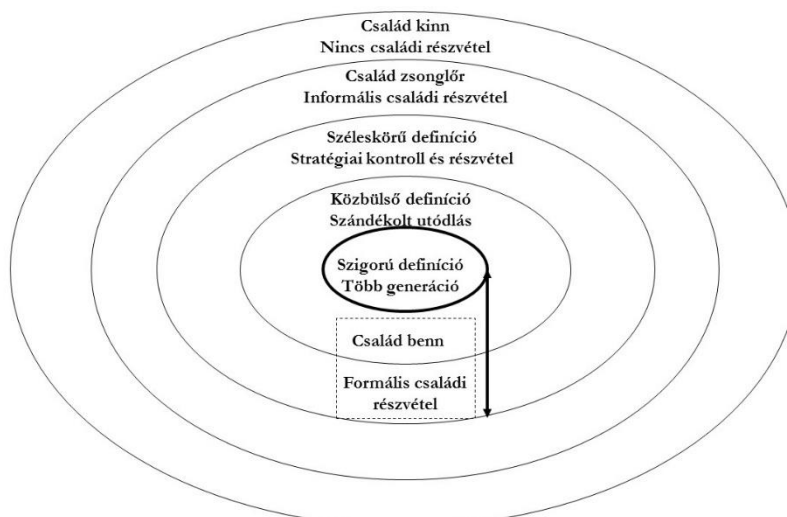 Család kinn
Nincs családi részvétel
Család zsonglőr
Informális családi részvétel
Széleskörű definíció
Stratégiai kontroll és részvétel
Közbülső definíció
Szándékolt utódlás
Szigorú definíció
Több generáció
Család benn
Formális családi
részvétel